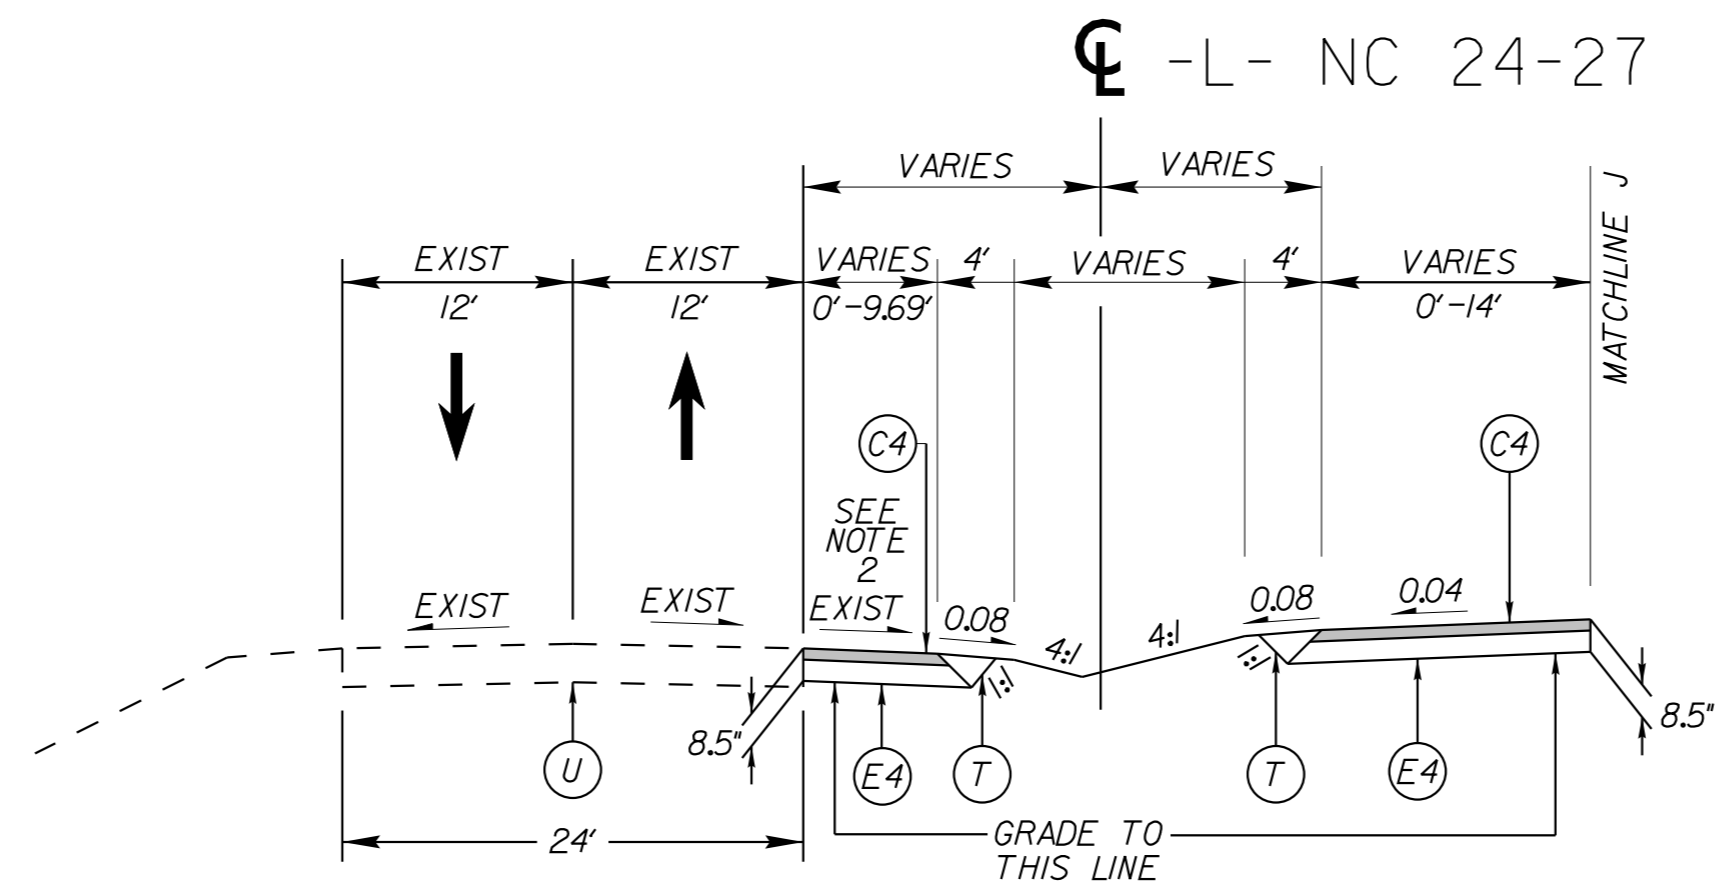 ℄ -L- NC 24-27
VARIES VARIES
EXIST EXIST VARIES 4' VARIES 4' VARIES
12' 12' 0'-9.69' 0'-14'
MATCHLINE J
C4 C4
SEE
NOTE
2
EXIST EXIST EXIST 0.08 0.08 0.04
4:1 4:1
1:1 1:1
8.5" 8.5"
U E4 T T E4
24'
GRADE TO
THIS LINE